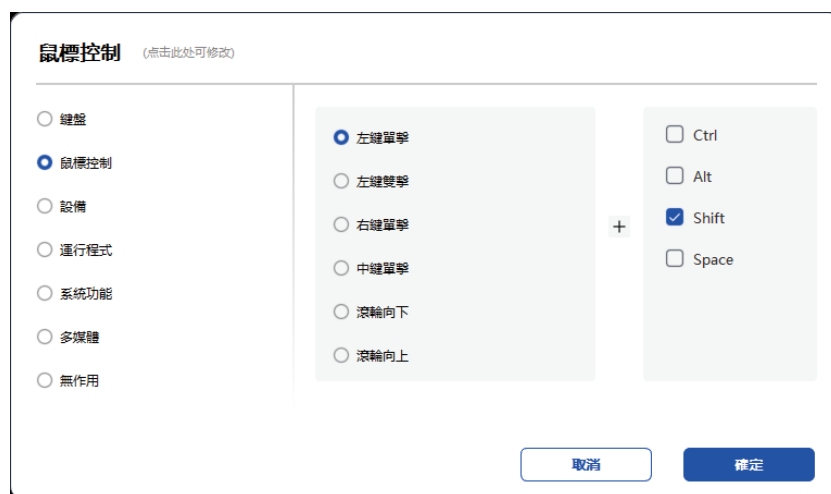 鼠標控制 (点击此处可修改)
鍵盤
鼠標控制
設備
運行程式
系統功能
多媒體
無作用
左鍵單擊
左鍵雙擊
右鍵單擊
中鍵單擊
滾輪向下
滾輪向上
+
Ctrl
Alt
Shift
Space
取消
確定